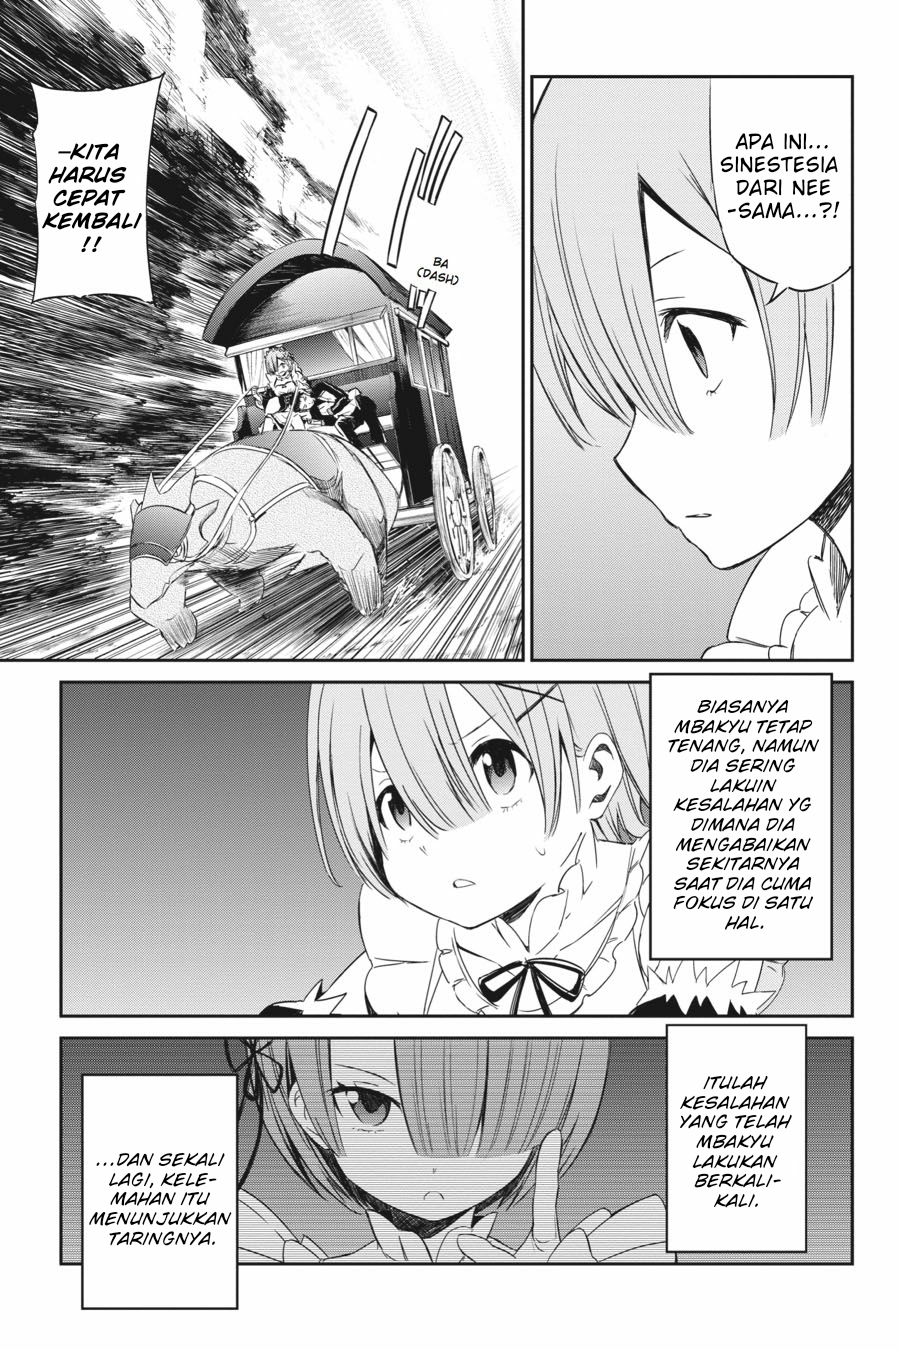 APA INI...
SINESTESIA
DARI NEE
-SAMA...?!
–KITA
HARUS
CEPAT
KEMBALI
!!
BA
(DASH)
BIASANYA
MBAKYU TETAP
TENANG, NAMUN
DIA SERING
LAKUIN
KESALAHAN YG
DIMANA DIA
MENGABAIKAN
SEKITARNYA
SAAT DIA CUMA
FOKUS DI SATU
HAL.
ITULAH
KESALAHAN
YANG TELAH
MBAKYU
LAKUKAN
BERKALI-
KALI.
...DAN SEKALI
LAGI, KELE-
MAHAN ITU
MENUNJUKKAN
TARINGNYA.